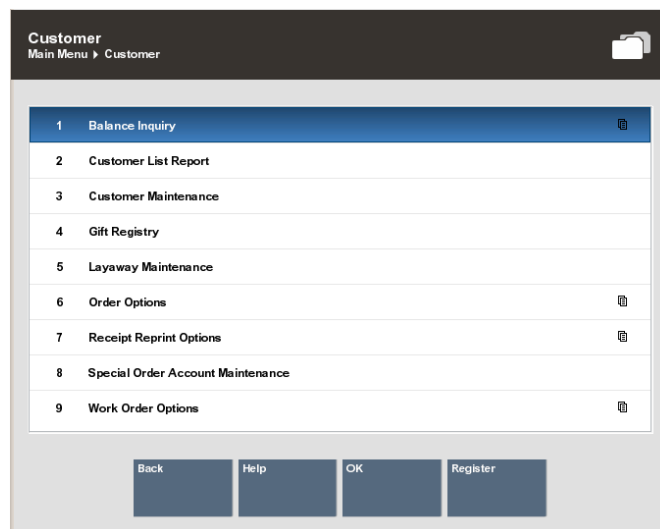 Customer
Main Menu ▸ Customer
1 Balance Inquiry
2 Customer List Report
3 Customer Maintenance
4 Gift Registry
5 Layaway Maintenance
6 Order Options
7 Receipt Reprint Options
8 Special Order Account Maintenance
9 Work Order Options
Back Help OK Register